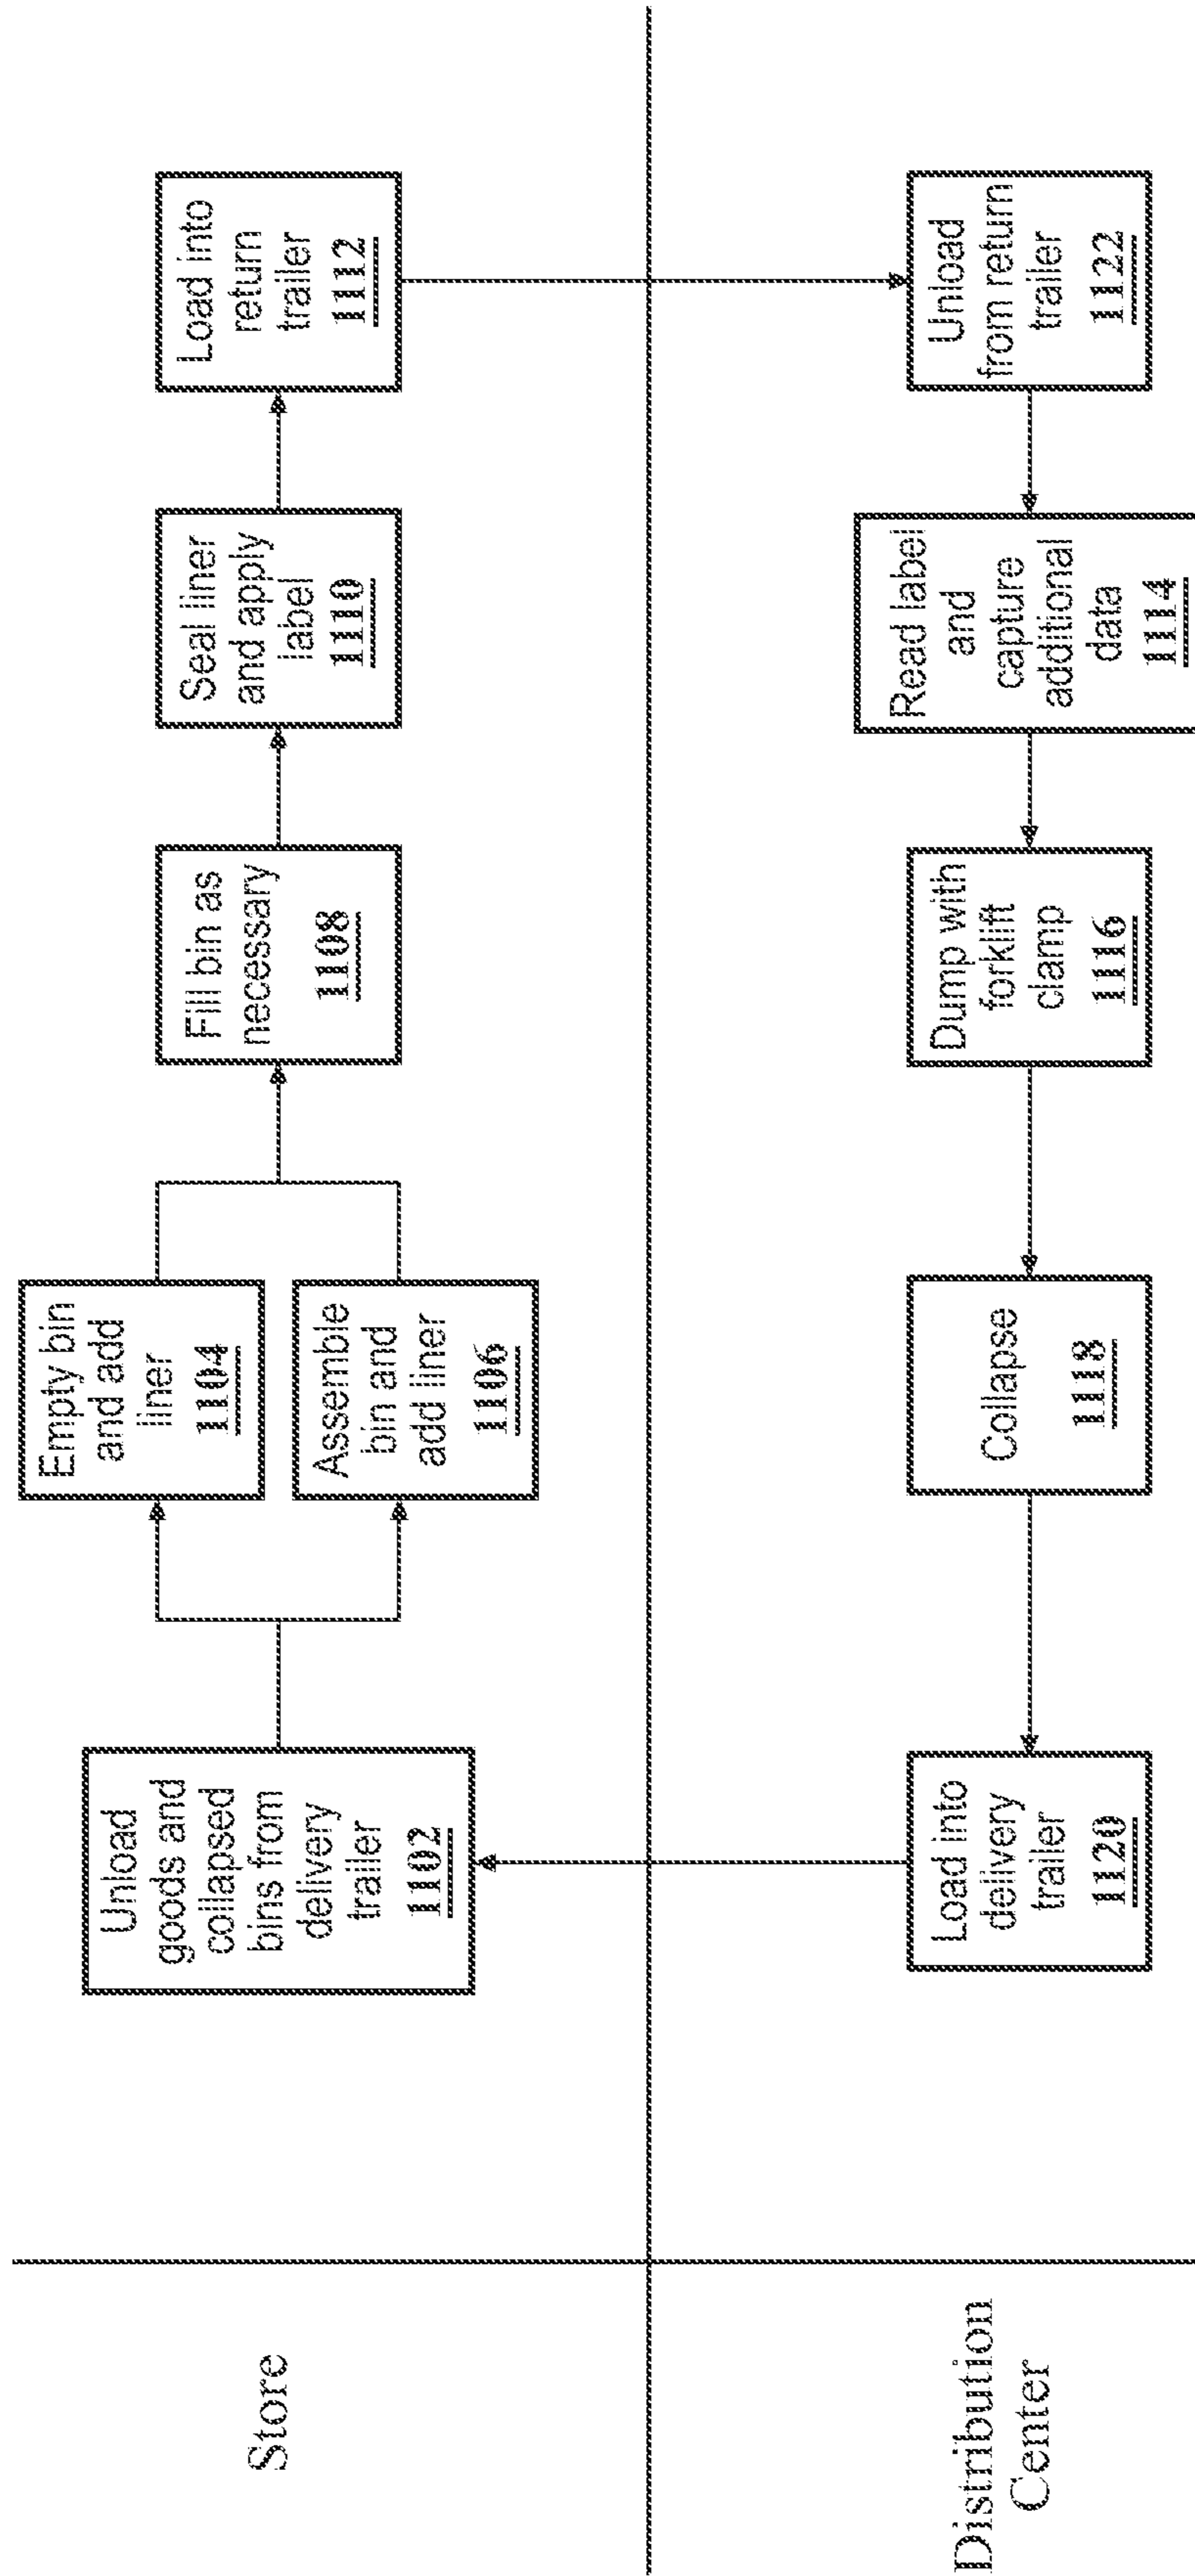 Store
Unload
goods and
collapsed
bins from
delivery
trailer
1102
Empty bin
and add
liner
1104
Assemble
bin and
add liner
1106
Fill bin as
necessary
1108
Seal liner
and apply
label
1110
Load into
return
trailer
1112
Distribution
Center
Load into
delivery
trailer
1120
Collapse
1118
Dump with
forklift
clamp
1116
Read label
and
capture
additional
data
1114
Unload
from return
trailer
1122